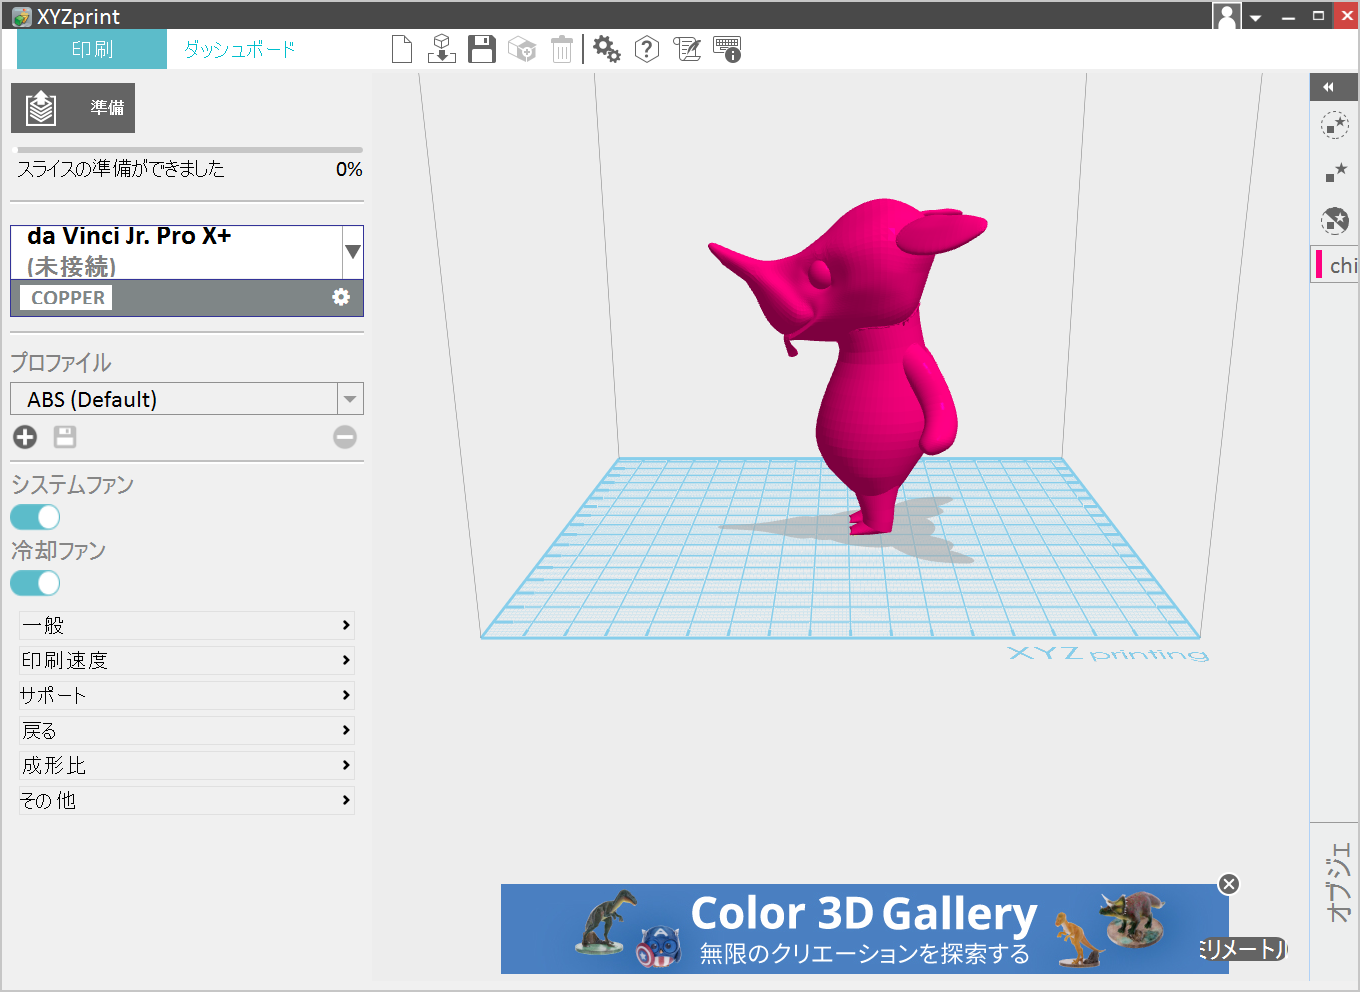 XYZprint
印刷 ダッシュボード
準備
スライスの準備ができました 0%
da Vinci Jr. Pro X+
(未接続)
COPPER
プロファイル
ABS (Default)
システムファン
冷却ファン
一般
印刷速度
サポート
戻る
成形比
その他
chi
XYZprinting
オブジェ
Color 3D Gallery
無限のクリエーションを探索する
ミリメートル